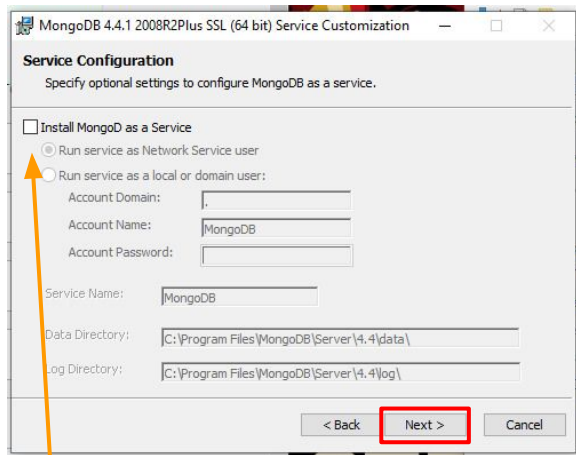 MongoDB 4.4.1 2008R2Plus SSL (64 bit) Service Customization
Service Configuration
Specify optional settings to configure MongoDB as a service.
Install MongoD as a Service
Run service as Network Service user
Run service as a local or domain user:
Account Domain: .
Account Name: MongoDB
Account Password:
Service Name: MongoDB
Data Directory: C:\Program Files\MongoDB\Server\4.4\data\
Log Directory: C:\Program Files\MongoDB\Server\4.4\log\
< Back Next > Cancel